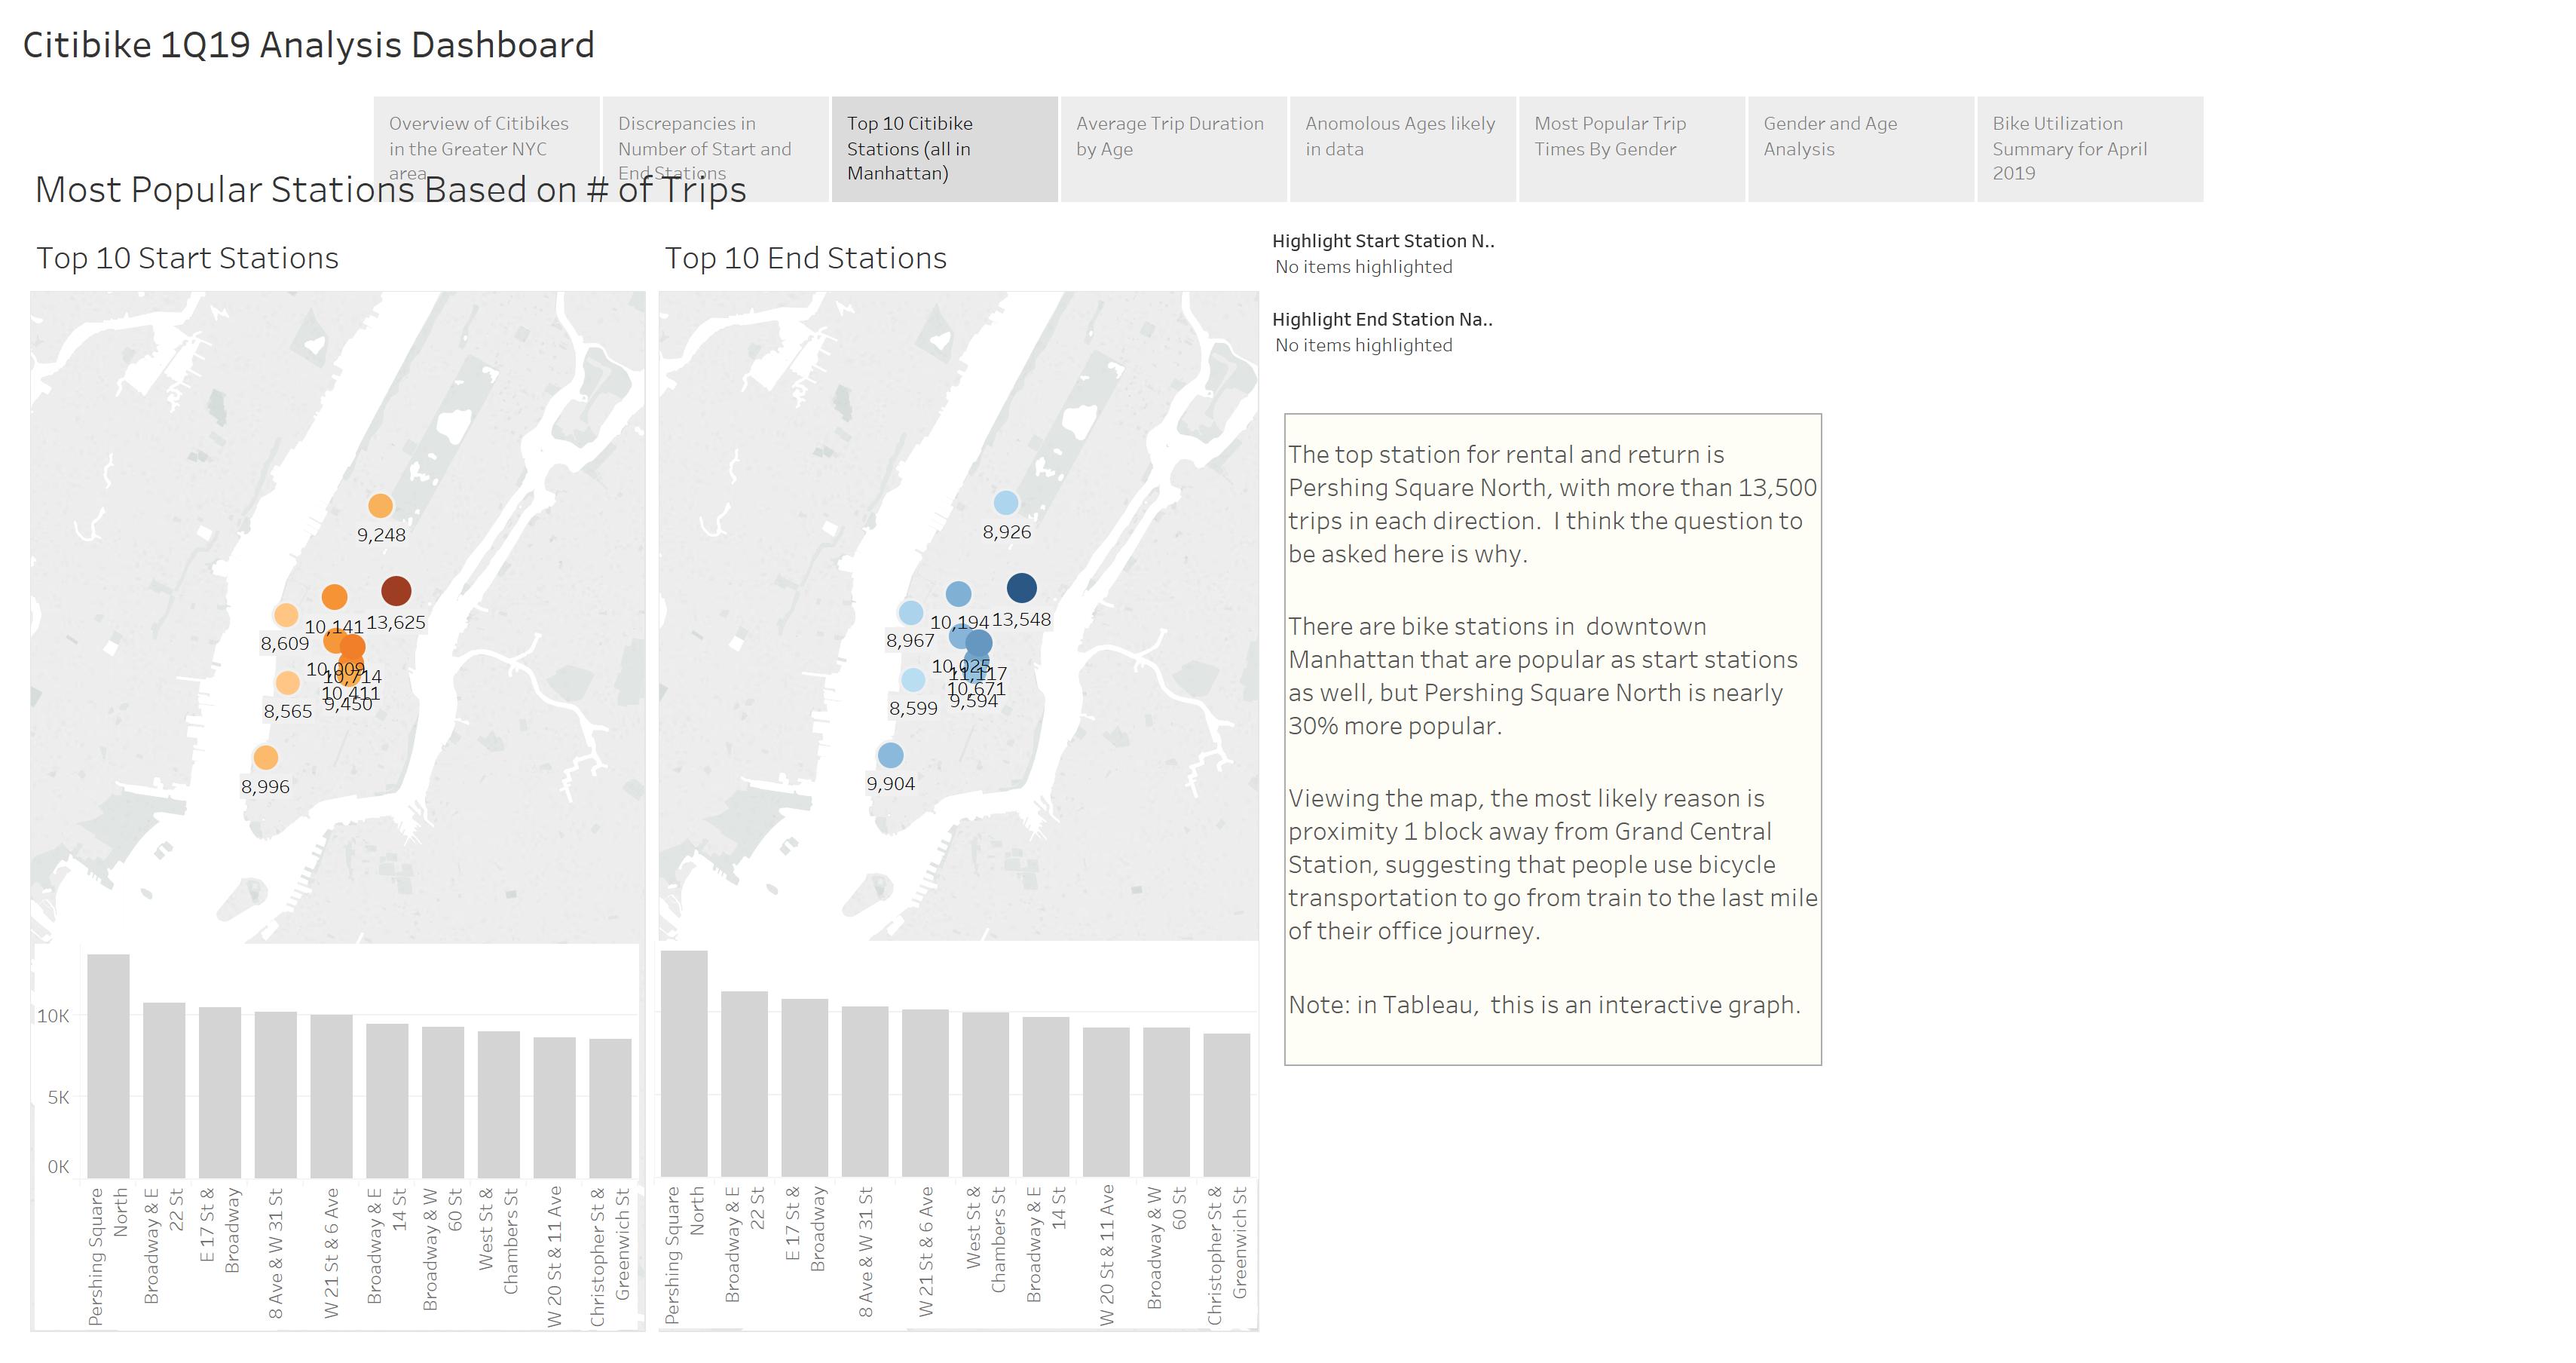 Citibike 1Q19 Analysis Dashboard
Overview of Citibikes
in the Greater NYC
area
Discrepancies in
Number of Start and
End Stations
Top 10 Citibike
Stations (all in
Manhattan)
Average Trip Duration
by Age
Anomolous Ages likely
in data
Most Popular Trip
Times By Gender
Gender and Age
Analysis
Bike Utilization
Summary for April
2019
Most Popular Stations Based on # of Trips
Top 10 Start Stations
9,248
13,625
10,141
8,609
10,009
10,714
10,411
9,450
8,565
8,996
10K
5K
0K
Pershing Square
North
Broadway & E
22 St
E 17 St &
Broadway
8 Ave & W 31 St
W 21 St & 6 Ave
Broadway & E
14 St
Broadway & W
60 St
West St &
Chambers St
W 20 St & 11 Ave
Christopher St &
Greenwich St
Top 10 End Stations
8,926
13,548
10,194
8,967
10,025
11,117
10,671
9,594
8,599
9,904
Pershing Square
North
Broadway & E
22 St
E 17 St &
Broadway
8 Ave & W 31 St
W 21 St & 6 Ave
West St &
Chambers St
Broadway & E
14 St
W 20 St & 11 Ave
Broadway & W
60 St
Christopher St &
Greenwich St
Highlight Start Station N..
No items highlighted
Highlight End Station Na..
No items highlighted
The top station for rental and return is
Pershing Square North, with more than 13,500
trips in each direction.  I think the question to
be asked here is why.
There are bike stations in  downtown
Manhattan that are popular as start stations
as well, but Pershing Square North is nearly
30% more popular.
Viewing the map, the most likely reason is
proximity 1 block away from Grand Central
Station, suggesting that people use bicycle
transportation to go from train to the last mile
of their office journey.
Note: in Tableau,  this is an interactive graph.